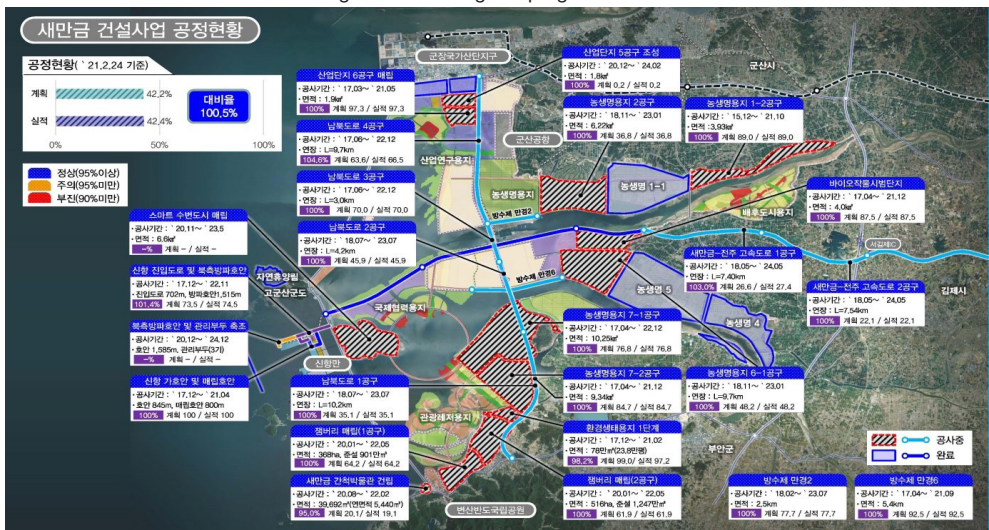 새만금 건설사업 공정현황
공정현황(`21,2,24 기준)
계획
42,2%
실적
42,4%
0%
50%
100%
대비율
100,5%
정상(95%이상)
주의(95%미만)
부진(90%미만)
스마트 수변도시 매립
・공사기간 : `20,11~ `23,5
・면적 : 6,6㎢
-% 계획 - / 실적 -
신항 진입도로 및 북측방파호안
・공사기간 : `17,12~ `22,11
・진입도로 702m, 방파호안1,515m
101,4% 계획 73,5 / 실적 74,5
북측방파호안 및 관리부두 축조
・공사기간 : `20,12~ `24,12
・호안 1,585m, 관리부두(3기)
-% 계획 - / 실적 -
신항 가호안 및 매립호안
・공사기간 : `17,12~ `21,04
・호안 845m, 매립호안 800m
100% 계획 100 / 실적 100
산업단지 6공구 매립
・공사기간 : `17,03~ `21,05
・면적 : 1,9㎢
100% 계획 97,3 / 실적 97,3
남북도로 4공구
・공사기간 : `17,06~ `22,12
・연장 : L=9,7km
104,6% 계획 63,6/ 실적 66,5
남북도로 3공구
・공사기간 : `17,06~ `22,12
・연장 : L=3,0km
100% 계획 70,0 / 실적 70,0
남북도로 2공구
・공사기간 : `18,07~ `23,07
・연장 : L=4,2km
100% 계획 45,9 / 실적 45,9
남북도로 1공구
・공사기간 : `18,07~ `23,07
・연장 : L=10,2km
100% 계획 35,1 / 실적 35,1
잼버리 매립(1공구)
・공사기간 : `20,01~ `22,05
・면적 : 368ha, 준설 901만㎥
100% 계획 64,2 / 실적 64,2
새만금 간척박물관 건립
・공사기간 : `20,08~ `22,02
・면적 : 39,692㎡(연면적 5,440㎡)
95,0% 계획 20,1/ 실적 19,1
산업단지 5공구 조성
・공사기간 : `20,12~ `24,02
・면적 : 1,8㎢
100% 계획 0,2 / 실적 0,2
농생명용지 2공구
・공사기간 : `18,11~ `23,01
・면적 : 6,22㎢
100% 계획 36,8 / 실적 36,8
농생명용지 1-2공구
・공사기간 : `15,12~ `21,10
・면적 : 3,93㎢
100% 계획 89,0 / 실적 89,0
바이오작물시범단지
・공사기간 : `17,04~ `21,12
・면적 : 4,0㎢
100% 계획 87,5 / 실적 87,5
새만금-전주 고속도로 1공구
・공사기간 : `18,05~ `24,05
・연장 : L=7,40km
103,0% 계획 26,6 / 실적 27,4
새만금-전주 고속도로 2공구
・공사기간 : `18,05~ `24,05
・연장 : L=7,54km
100% 계획 22,1 / 실적 22,1
농생명용지 7-1공구
・공사기간 : `17,04~ `22,12
・면적 : 10,25㎢
100% 계획 76,8 / 실적 76,8
농생명용지 7-2공구
・공사기간 : `17,04~ `21,12
・면적 : 9,34㎢
100% 계획 84,7 / 실적 84,7
농생명용지 6-1공구
・공사기간 : `18,11~ `23,01
・연장 : L=9,7km
100% 계획 48,2 / 실적 48,2
환경생태용지 1단계
・공사기간 : `17,12~ `21,02
・면적 : 78만㎡(23,8만평)
98,2% 계획 99,0/ 실적 97,2
잼버리 매립(2공구)
・공사기간 : `20,01~ `22,05
・면적 : 516ha, 준설 1,247만㎥
100% 계획 61,9 / 실적 61,9
방수제 만경2
・공사기간 : `18,02~ `23,07
・면적 : 2,5km
100% 계획 77,7 / 실적 77,7
방수제 만경6
・공사기간 : `17,04~ `21,09
・면적 : 5,4km
100% 계획 92,5 / 실적 92,5
공사중
완료
군장국가산단지구
군산시
군산공항
산업연구용지
농생명용지
방수제 만경2
농생명 1-1
배후도시용지
서김제IC
김제시
방수제 만경6
농생명 5
농생명 4
자연휴양림
고군산군도
국제협력용지
신항만
관광레저용지
부안군
변산반도국립공원